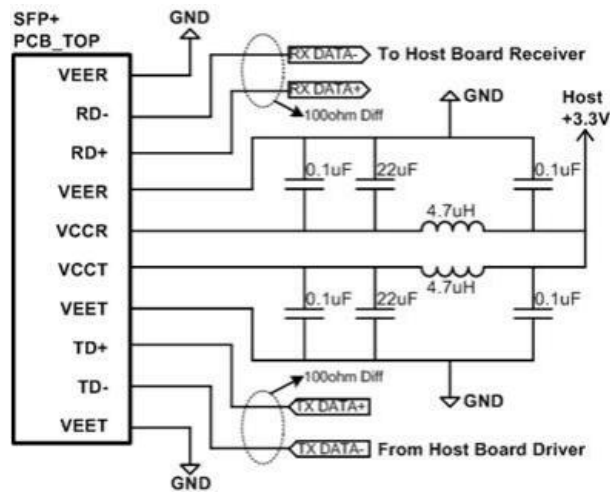 SFP+
PCB_TOP
GND
VEER
RX DATA-
To Host Board Receiver
RD-
RX DATA+
100ohm Diff
GND
Host
+3.3V
RD+
VEER
0.1uF
22uF
0.1uF
4.7uH
VCCR
VCCT
4.7uH
VEET
0.1uF
22uF
0.1uF
TD+
100ohm Diff
TD-
TX DATA+
GND
VEET
TX DATA-
From Host Board Driver
GND